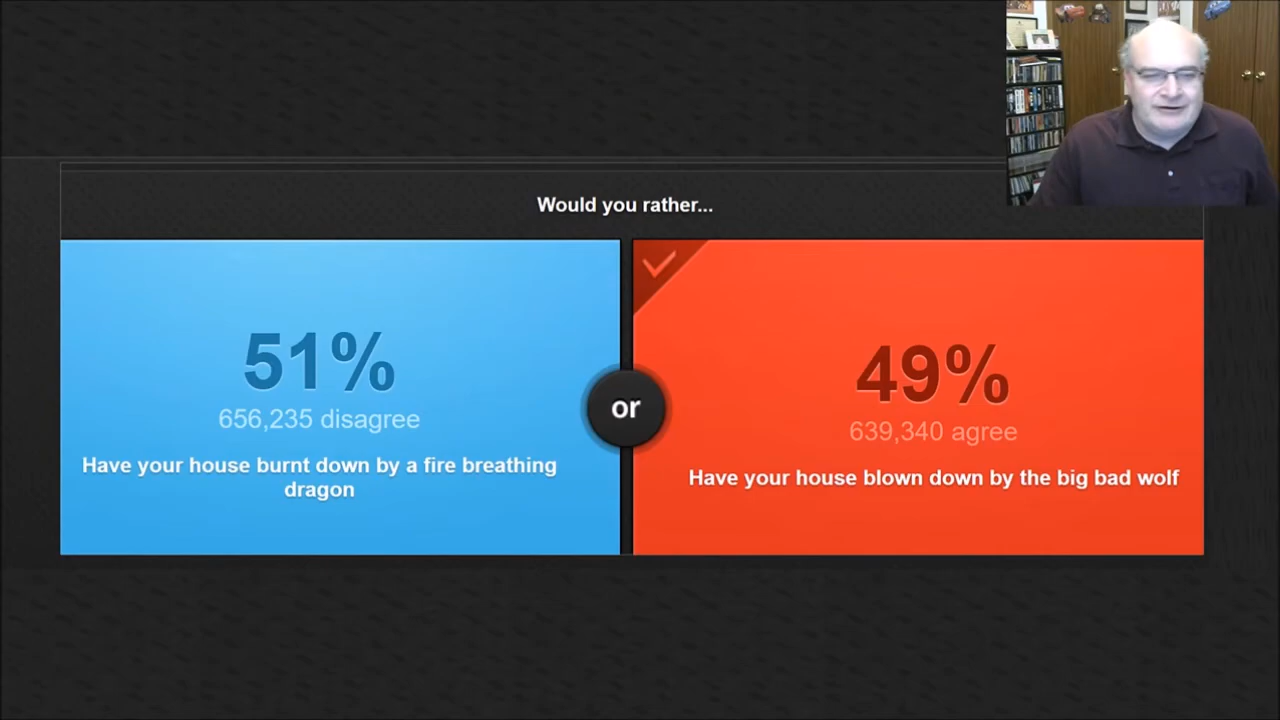 Would you rather...
51%
656,235 disagree
Have your house burnt down by a fire breathing
dragon
or
49%
639,340 agree
Have your house blown down by the big bad wolf